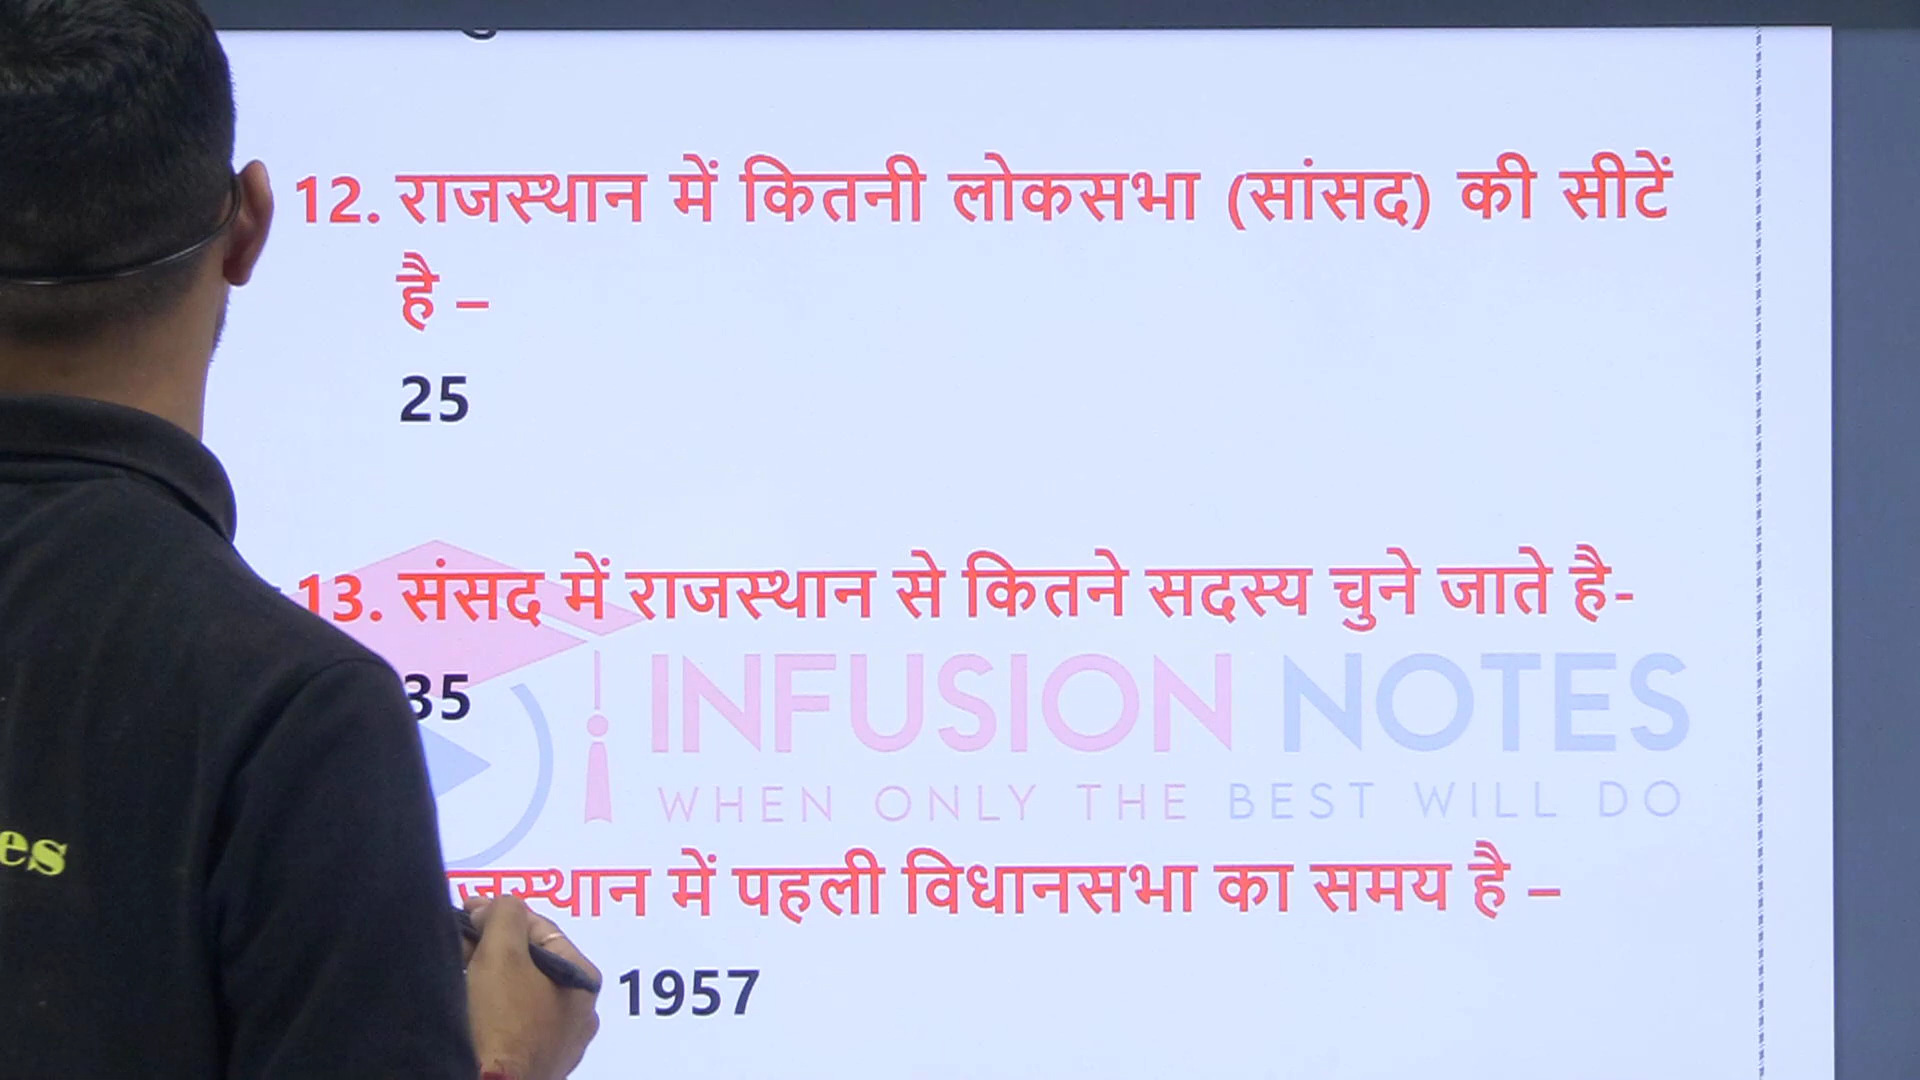 12. राजस्थान में कितनी लोकसभा (सांसद) की सीटें
है –
25
13. संसद में राजस्थान से कितने सदस्य चुने जाते है-
35
INFUSION NOTES
WHEN ONLY THE BEST WILL DO
में पहली विधानसभा का समय है –
1957
es